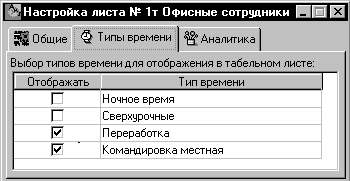 Настройка листа № 1т Офисные сотрудники
Общие Типы времени Аналитика
Выбор типов времени для отображения в табельном листе:
Отображать Тип времени
Ночное время
Сверхурочные
Переработка
Командировка местная